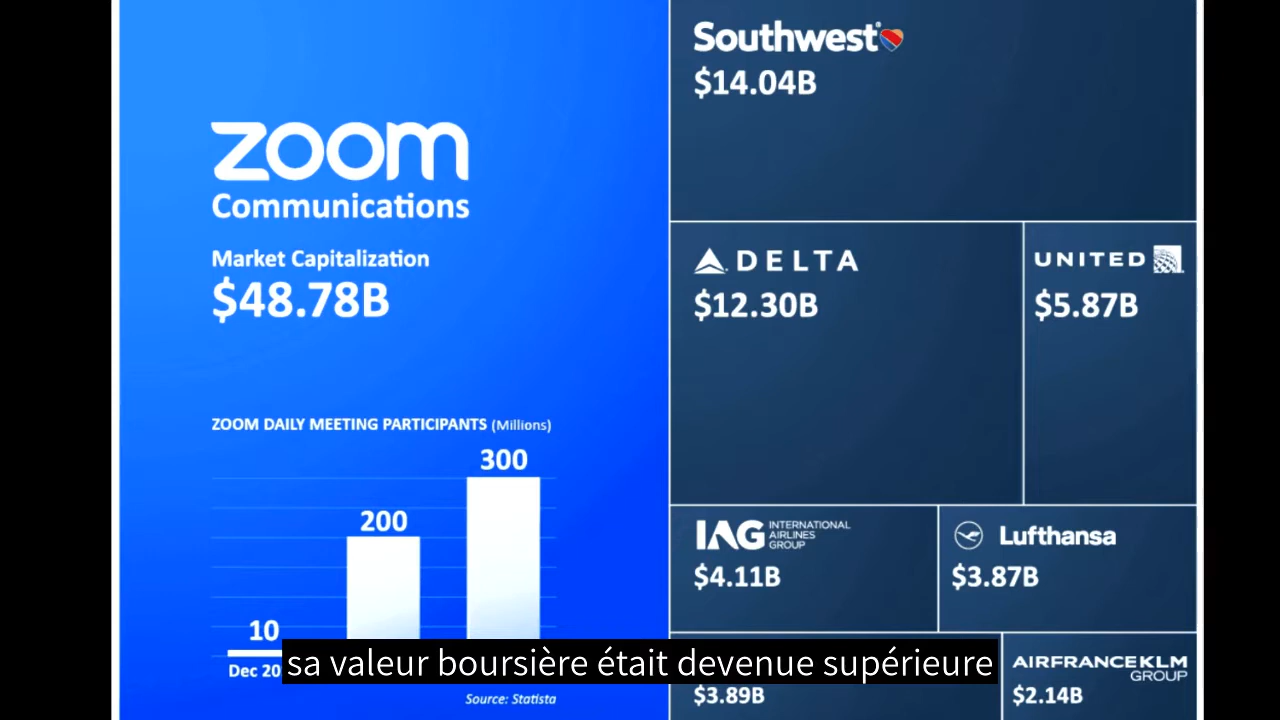 zoom
Communications
Market Capitalization
$48.78B
ZOOM DAILY MEETING PARTICIPANTS (Millions)
300
200
10
Dec 20
Source: Statista
Southwest®
$14.04B
DELTA
$12.30B
UNITED
$5.87B
IAG INTERNATIONAL
AIRLINES
GROUP
$4.11B
Lufthansa
$3.87B
$3.89B
AIRFRANCEKLM
GROUP
$2.14B
sa valeur boursière était devenue supérieure